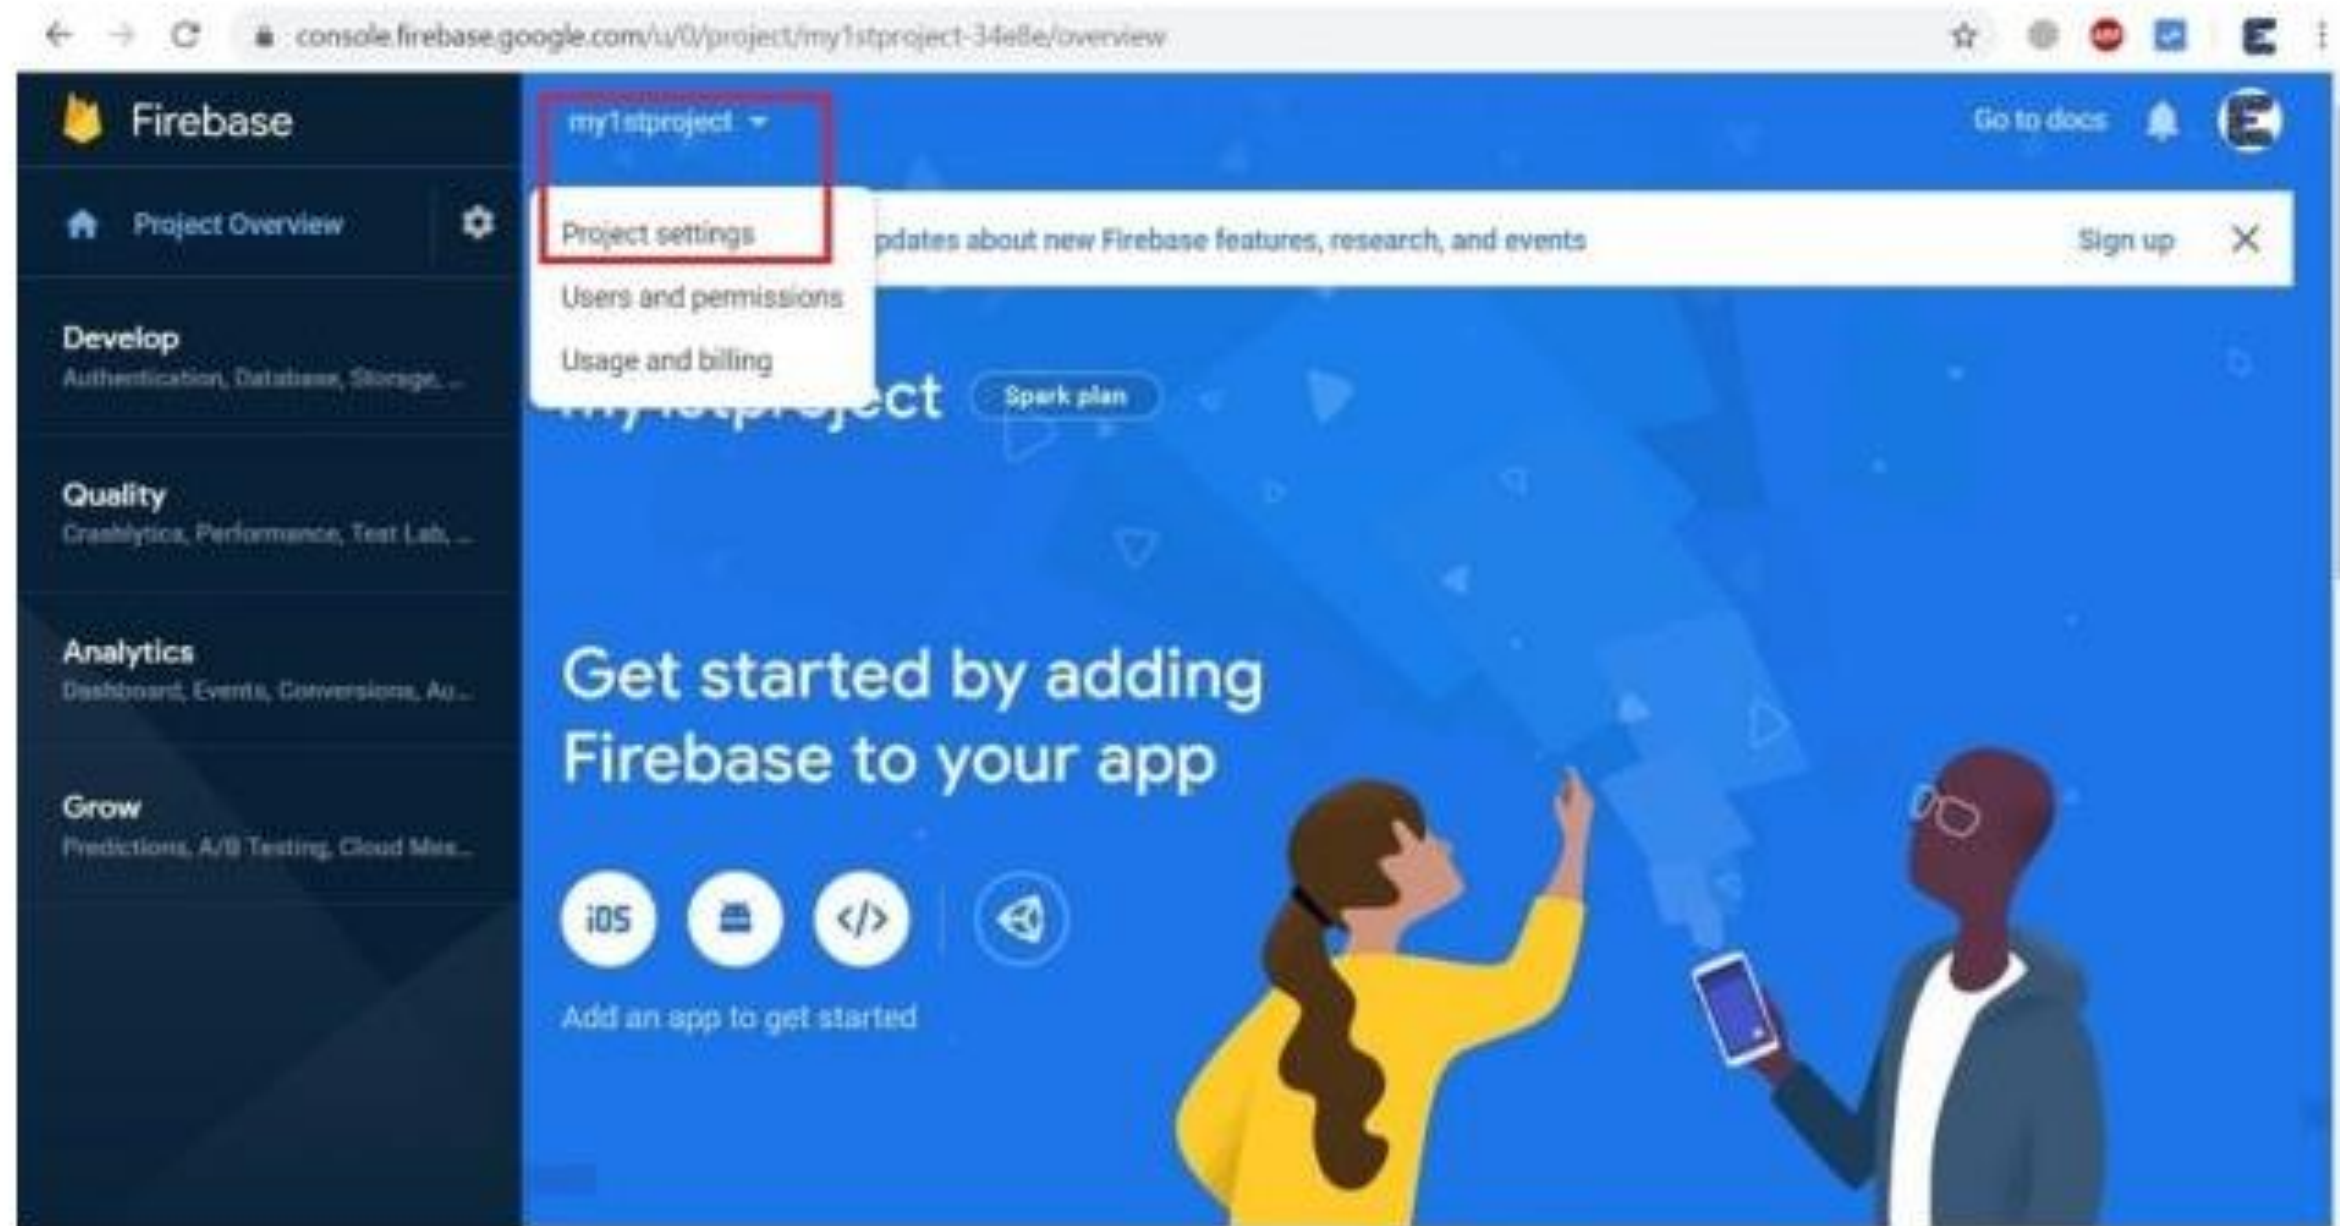 console.firebase.google.com/u/0/project/my1stproject-34e8e/overview
Firebase
my1stproject
Go to docs
Project Overview
Project settings
pdates about new Firebase features, research, and events
Sign up
Users and permissions
Usage and billing
Develop
Authentication, Database, Storage, ...
my1stproject
Spark plan
Quality
Crashlytics, Performance, Test Lab, ...
Analytics
Dashboard, Events, Conversions, Au...
Get started by adding
Firebase to your app
Grow
Predictions, A/B Testing, Cloud Mes...
iOS
</>
Add an app to get started